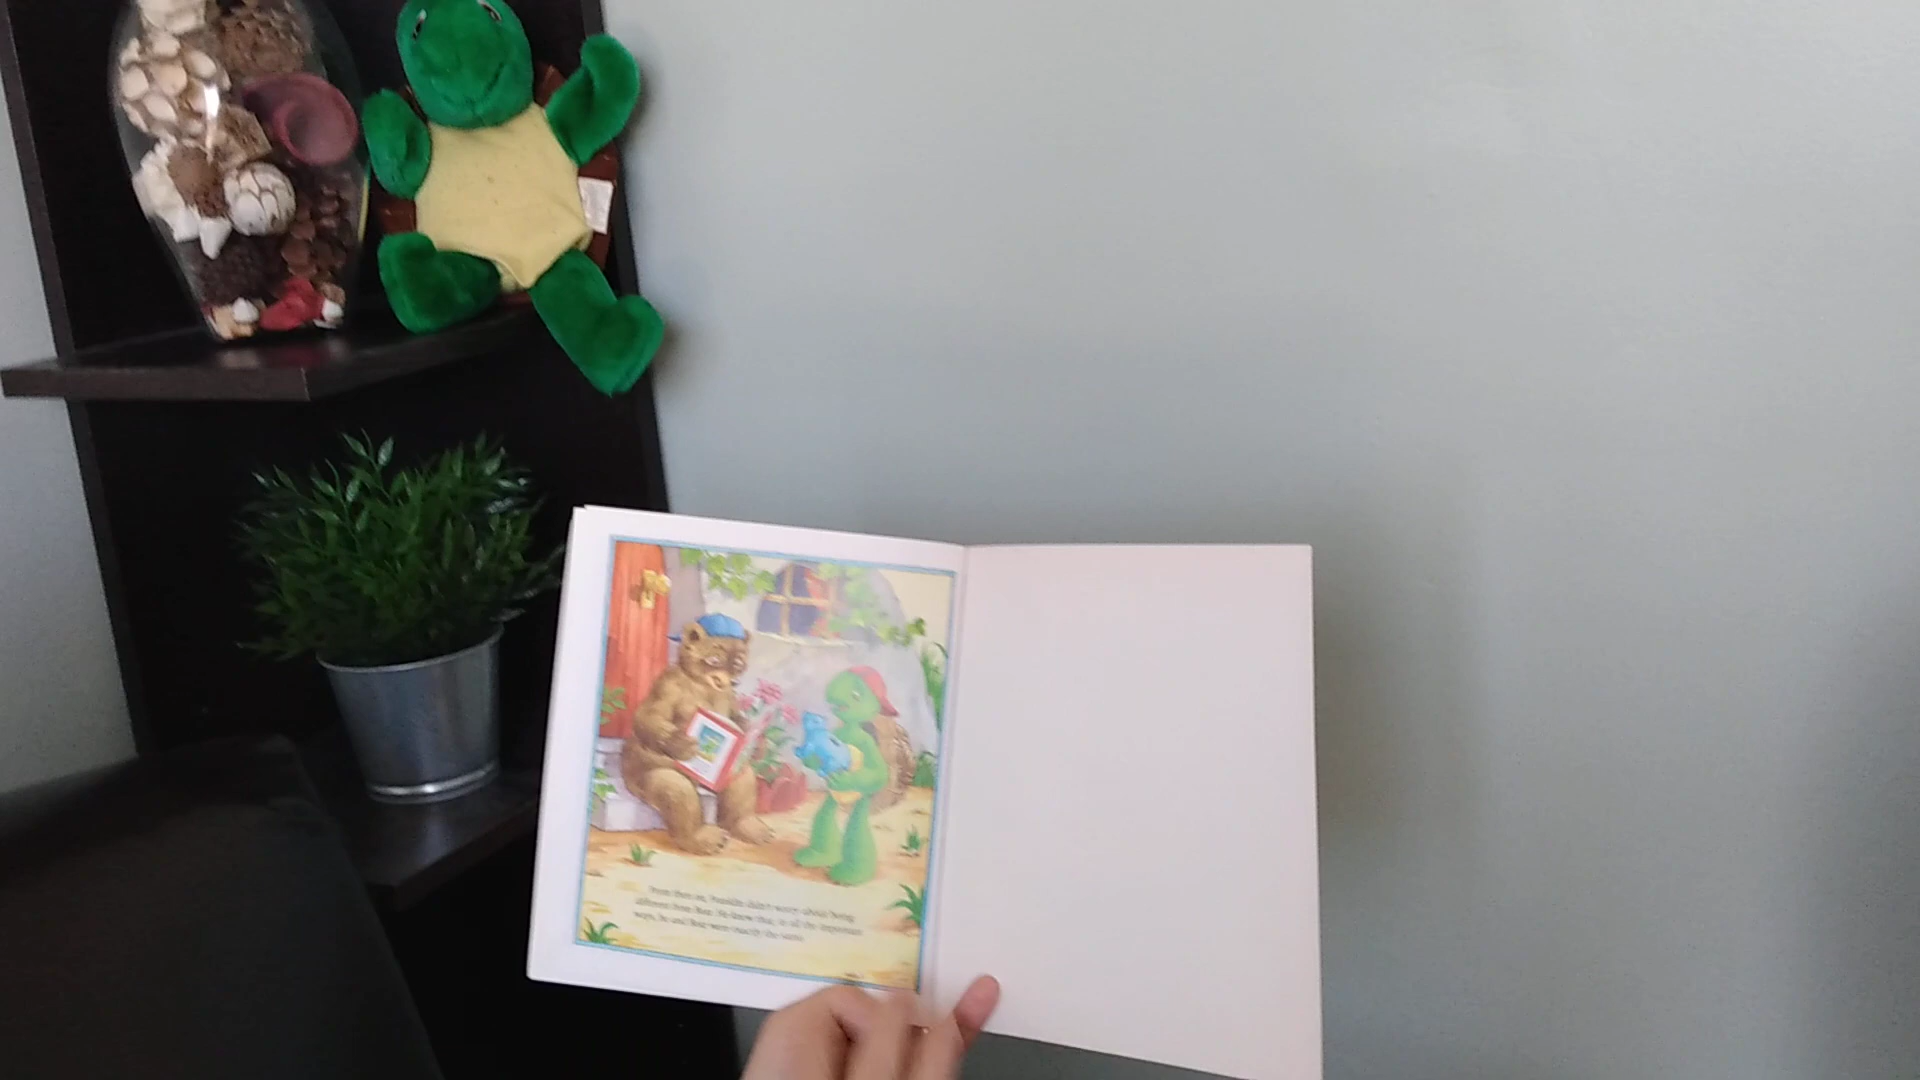 From then on, Franklin didn't worry about being
different from Bear. He knew that, in all the important
ways, he and Bear were exactly the same.